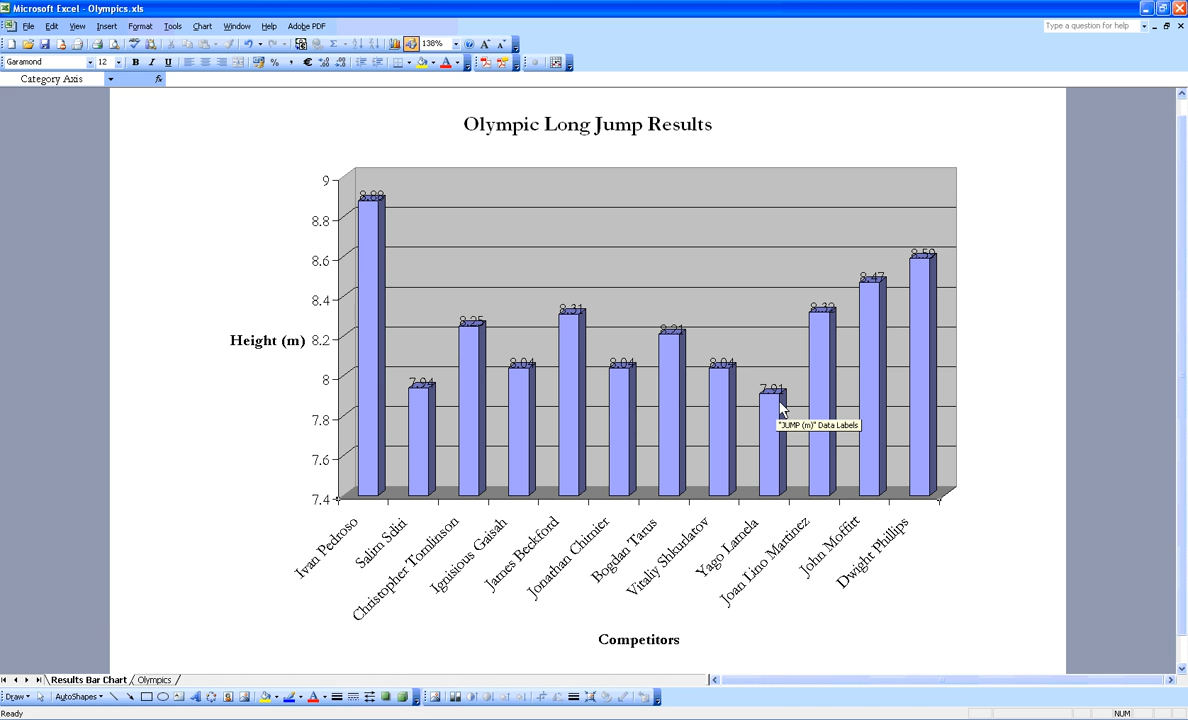 Microsoft Excel - Olympics.xls
File Edit View Insert Format Tools Chart Window Help Adobe PDF
Type a question for help
138%
Garamond 12 B I U
Category Axis fx
Olympic Long Jump Results
9
8.8
8.6
8.4
8.2
8
7.8
7.6
7.4
Height (m)
8.89
7.94
8.25
8.04
8.31
8.04
8.21
8.04
7.91
8.32
8.47
8.59
"JUMP (m)" Data Labels
Ivan Pedroso
Salim Sdiri
Christopher Tomlinson
Ignisious Gaisah
James Beckford
Jonathan Chimier
Bogdan Tarus
Vitaliy Shkurlatov
Yago Lamela
Joan Lino Martinez
John Moffitt
Dwight Phillips
Competitors
Results Bar Chart Olympics
Draw AutoShapes
Ready NUM